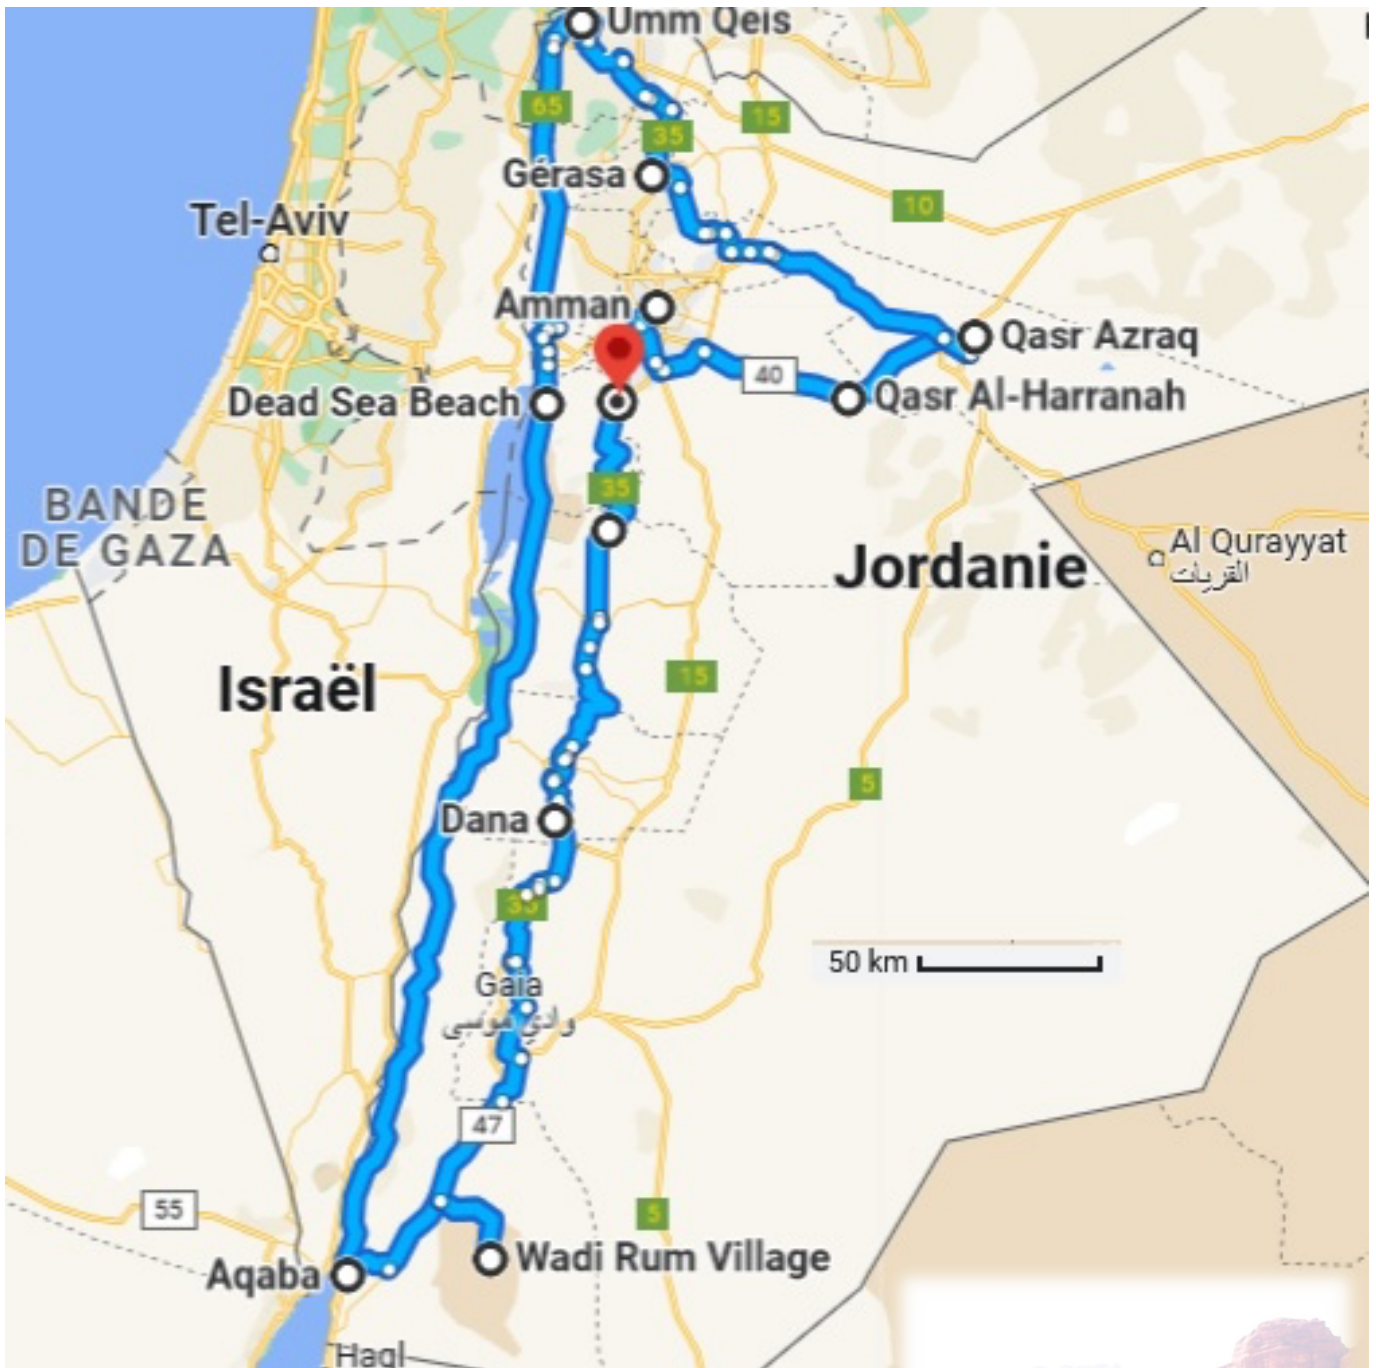 Umm Qeis
65
15
35
Gérasa
10
Tel-Aviv
Amman
Qasr Azraq
40
Dead Sea Beach
Qasr Al-Harranah
35
BANDE
DE GAZA
Jordanie
Al Qurayyat
القريات
Israël
15
5
Dana
35
50 km
Gaia
وادي موسى
47
55
5
Aqaba
Wadi Rum Village
Haql